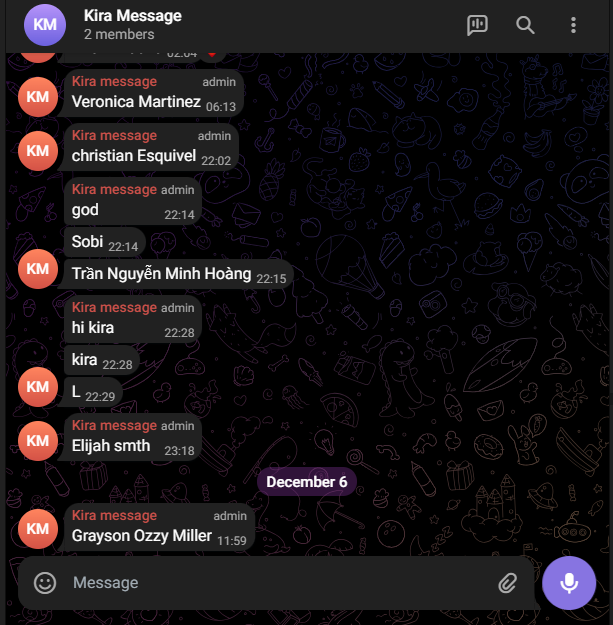 KM
Kira Message
2 members
02:04
KM
Kira message admin
Veronica Martinez 06:13
KM
Kira message admin
christian Esquivel 22:02
Kira message admin
god 22:14
Sobi 22:14
KM
Trần Nguyễn Minh Hoàng 22:15
Kira message admin
hi kira 22:28
kira 22:28
KM
L 22:29
KM
Kira message admin
Elijah smth 23:18
December 6
KM
Kira message admin
Grayson Ozzy Miller 11:59
Message